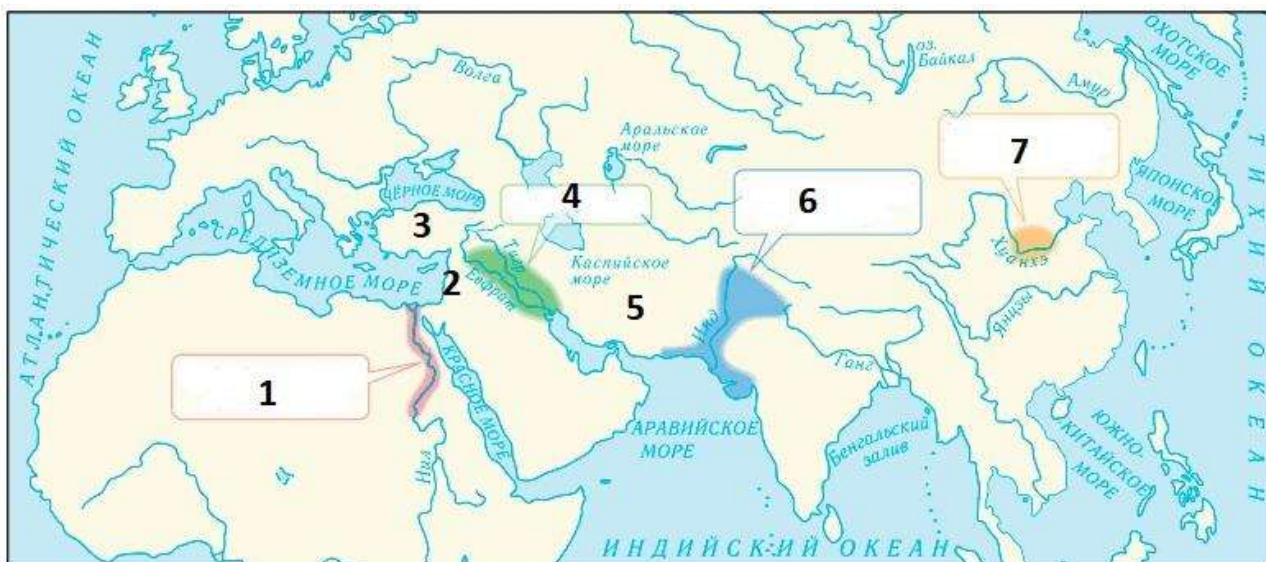 АТЛАНТИЧЕСКИЙ ОКЕАН
Волга
оз.
Байкал
Амур
ОХОТСКОЕ
МОРЕ
Аральское
море
7
ЧЁРНОЕ МОРЕ
4
6
ЯПОНСКОЕ
МОРЕ
ТИХИЙ ОКЕАН
3
СРЕДИЗЕМНОЕ МОРЕ
Тигр
Евфрат
Каспийское
море
2
5
Инд
Хуанхэ
Янцзы
1
КРАСНОЕ МОРЕ
Нил
Ганг
АРАВИЙСКОЕ
МОРЕ
Бенгальский
залив
ЮЖНО-
КИТАЙСКОЕ
МОРЕ
ИНДИЙСКИЙ ОКЕАН